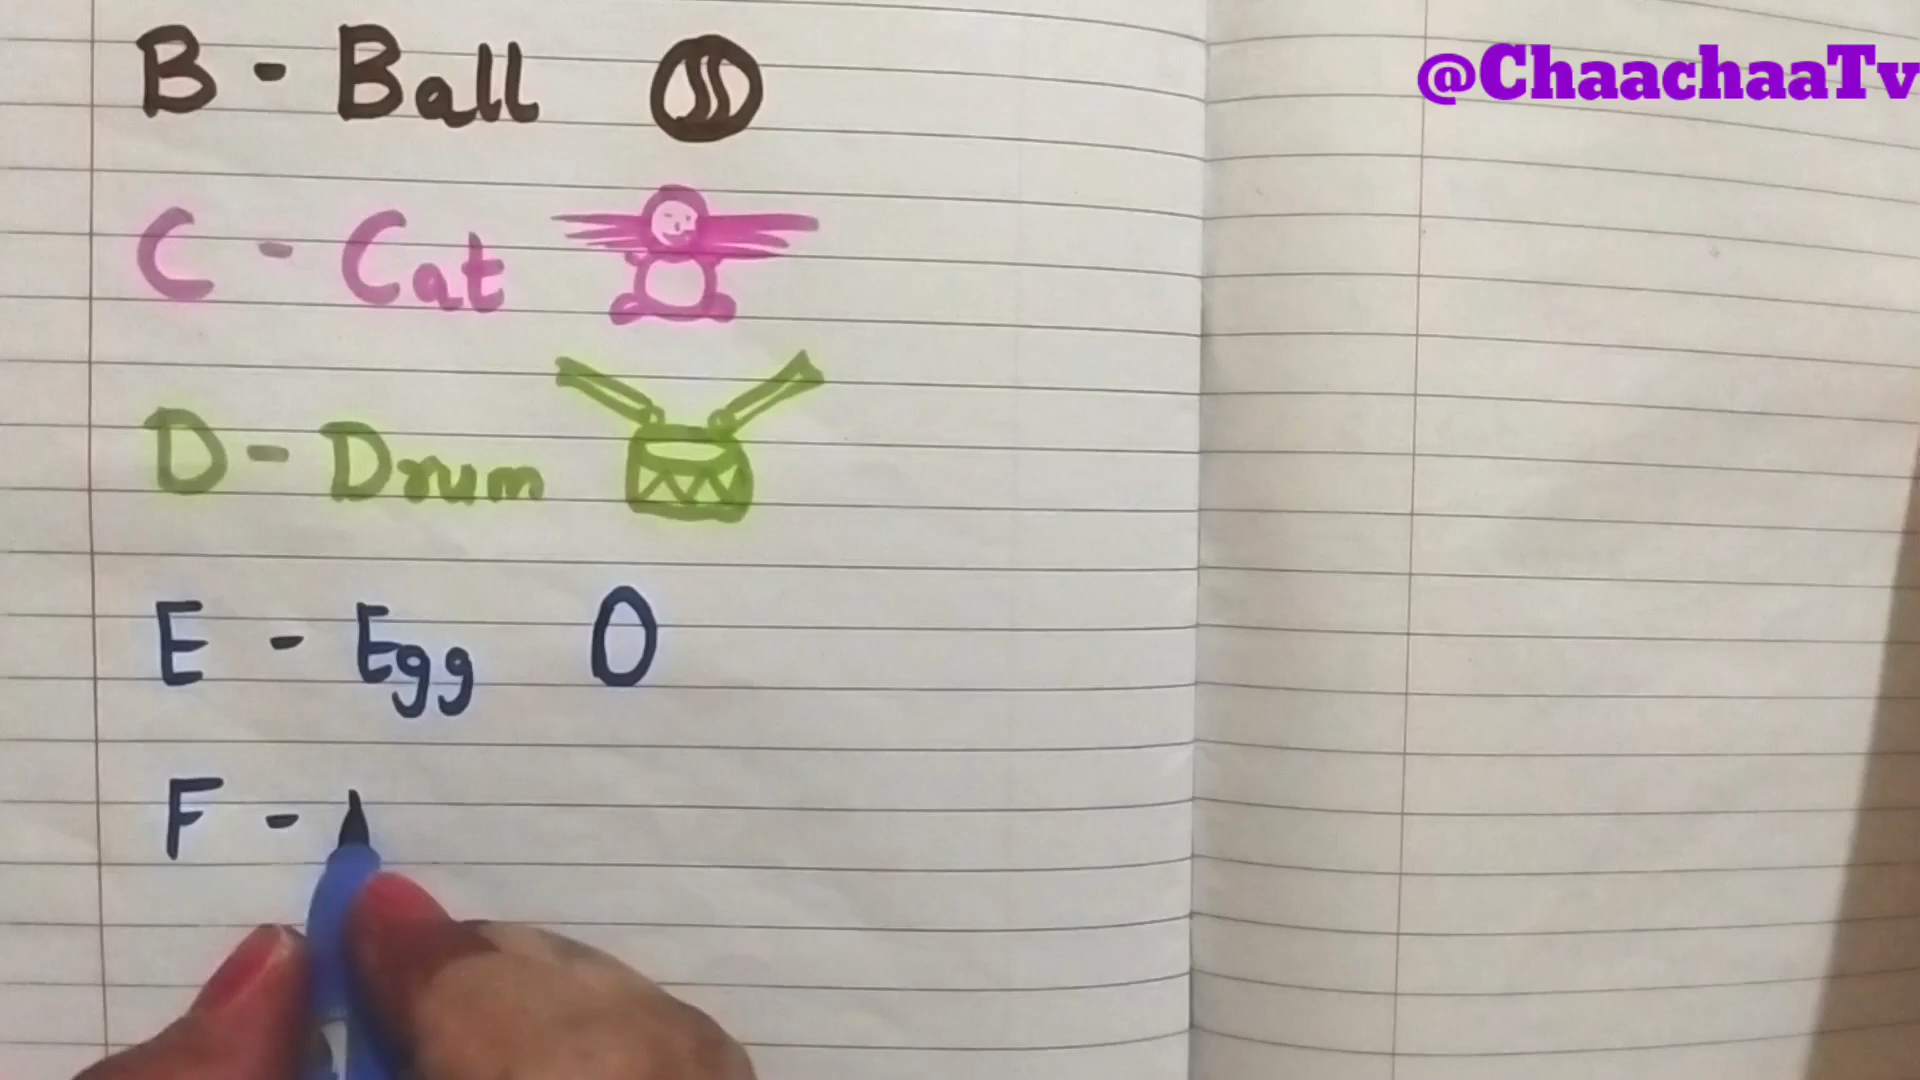 B - Ball
@ChaachaaTv
C - Cat
D - Drum
E - Egg
F -